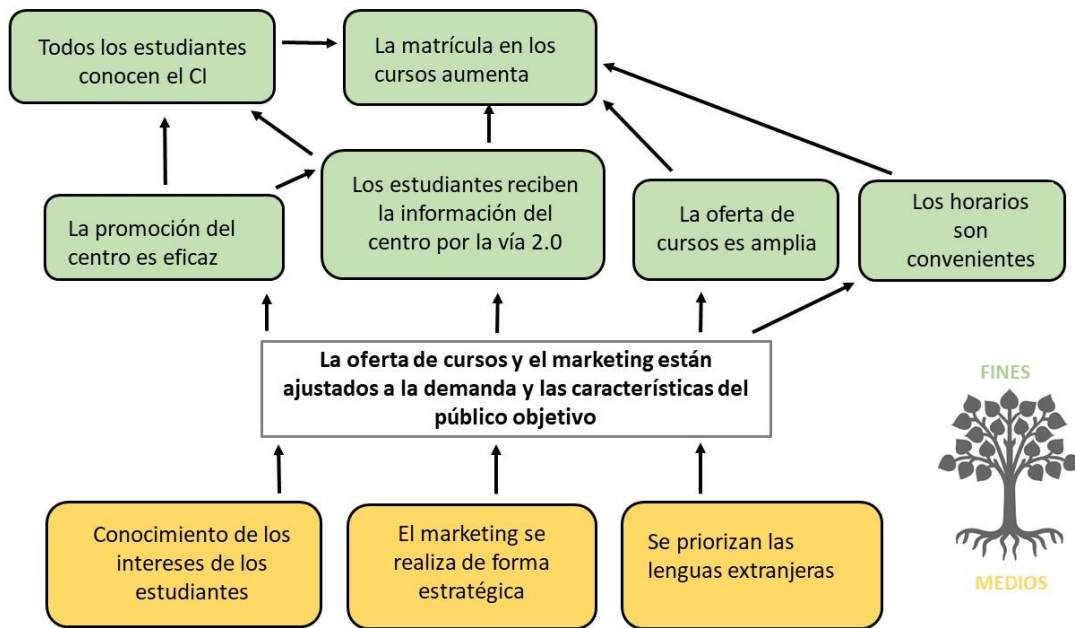 Todos los estudiantes
conocen el CI
La matrícula en los
cursos aumenta
La promoción del
centro es eficaz
Los estudiantes reciben
la información del
centro por la vía 2.0
La oferta de
cursos es amplia
Los horarios
son
convenientes
La oferta de cursos y el marketing están
ajustados a la demanda y las características del
público objetivo
FINES
Conocimiento de los
intereses de los
estudiantes
El marketing se
realiza de forma
estratégica
Se priorizan las
lenguas extranjeras
MEDIOS